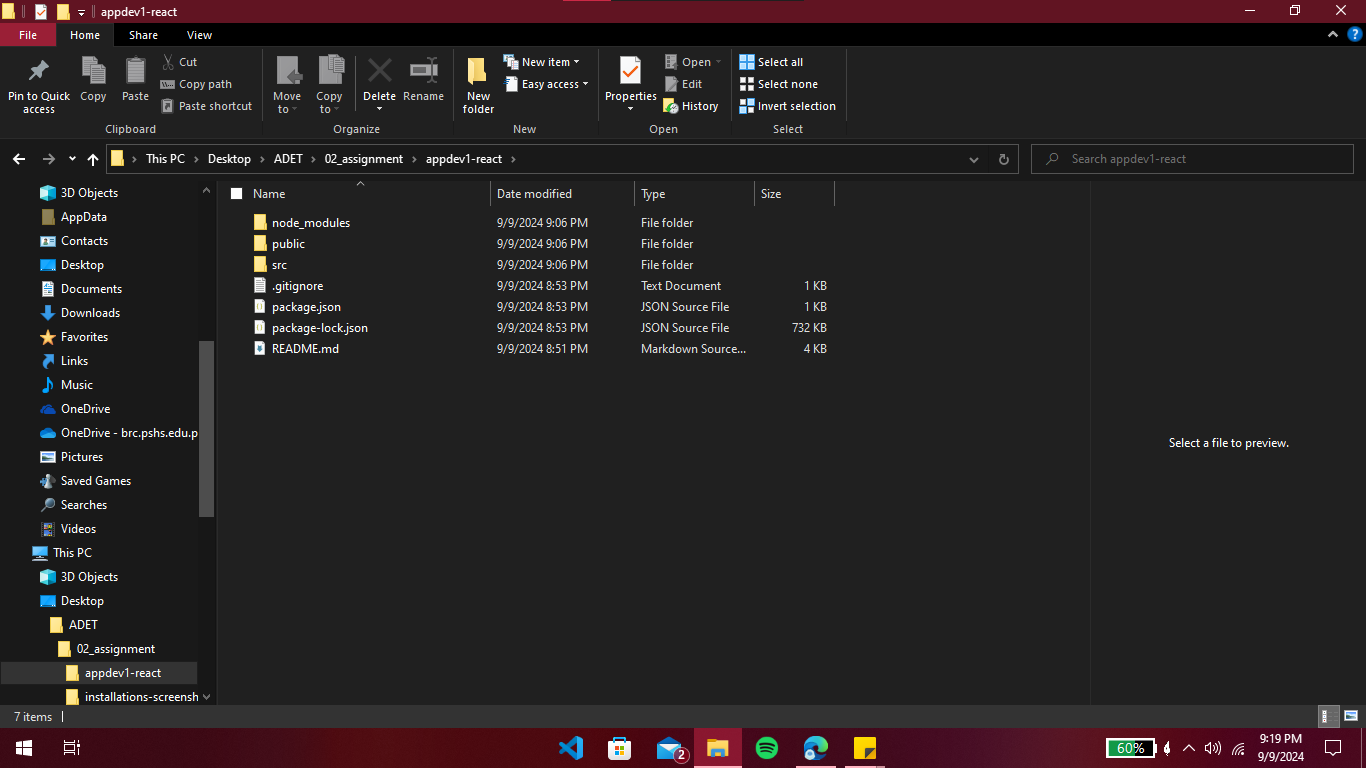 appdev1-react
File Home Share View
Pin to Quick access
Copy
Paste
Cut
Copy path
Paste shortcut
Clipboard
Move to
Copy to
Delete
Rename
Organize
New folder
New item
Easy access
New
Properties
Open
Edit
History
Open
Select all
Select none
Invert selection
Select
This PC > Desktop > ADET > 02_assignment > appdev1-react >
Search appdev1-react
3D Objects
AppData
Contacts
Desktop
Documents
Downloads
Favorites
Links
Music
OneDrive
OneDrive - brc.pshs.edu.p
Pictures
Saved Games
Searches
Videos
This PC
3D Objects
Desktop
ADET
02_assignment
appdev1-react
installations-screensh
Name Date modified Type Size
node_modules 9/9/2024 9:06 PM File folder
public 9/9/2024 9:06 PM File folder
src 9/9/2024 9:06 PM File folder
.gitignore 9/9/2024 8:53 PM Text Document 1 KB
package.json 9/9/2024 8:53 PM JSON Source File 1 KB
package-lock.json 9/9/2024 8:53 PM JSON Source File 732 KB
README.md 9/9/2024 8:51 PM Markdown Source... 4 KB
Select a file to preview.
7 items
2
60%
9:19 PM
9/9/2024